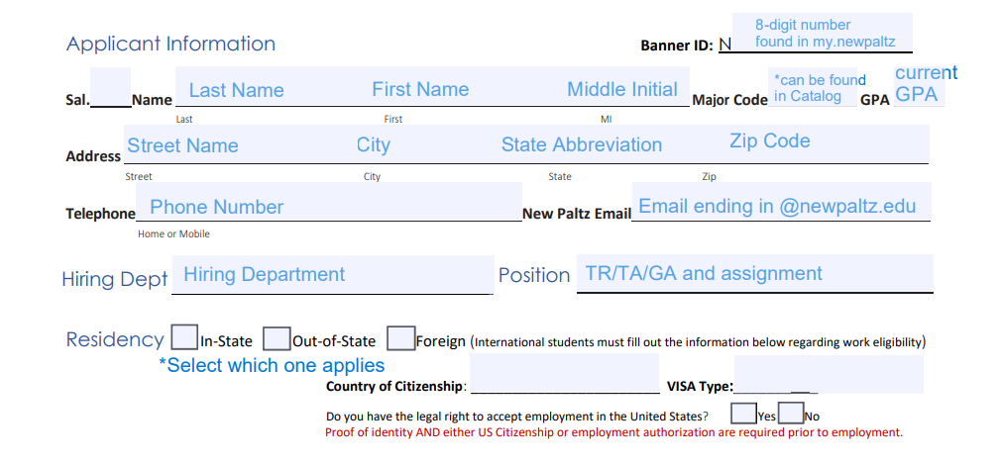 8-digit number
Applicant Information Banner ID: N found in my.newpaltz
current
Sal. Name Last Name First Name Middle Initial Major Code *can be found in Catalog GPA GPA
Last First MI
Address Street Name City State Abbreviation Zip Code
Street City State Zip
Telephone Phone Number New Paltz Email Email ending in @newpaltz.edu
Home or Mobile
Hiring Dept Hiring Department Position TR/TA/GA and assignment
Residency In-State Out-of-State Foreign (International students must fill out the information below regarding work eligibility)
*Select which one applies
Country of Citizenship: VISA Type:
Do you have the legal right to accept employment in the United States? Yes No
Proof of identity AND either US Citizenship or employment authorization are required prior to employment.